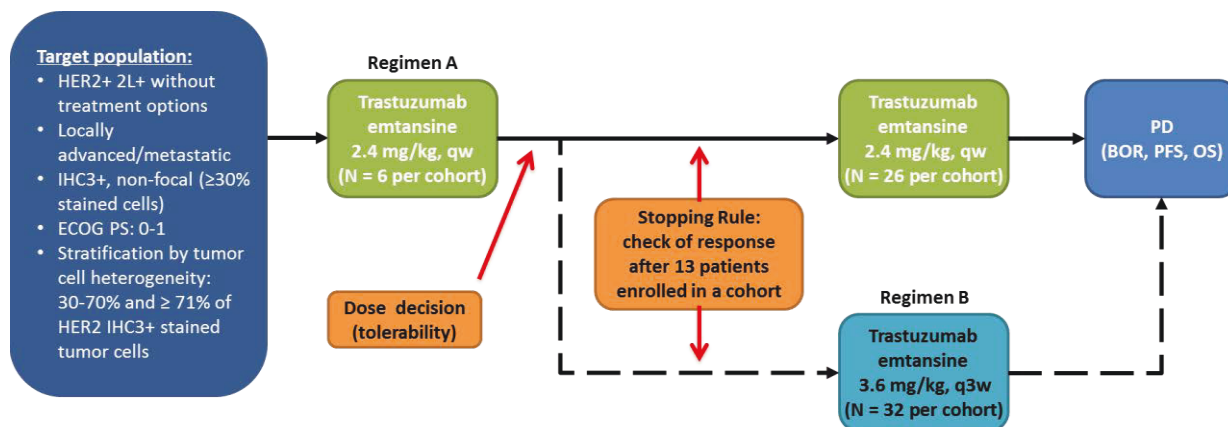 Target population:
• HER2+ 2L+ without
treatment options
• Locally
advanced/metastatic
• IHC3+, non-focal (≥30%
stained cells)
• ECOG PS: 0-1
• Stratification by tumor
cell heterogeneity:
30-70% and ≥ 71% of
HER2 IHC3+ stained
tumor cells
Regimen A
Trastuzumab
emtansine
2.4 mg/kg, qw
(N = 6 per cohort)
Dose decision
(tolerability)
Stopping Rule:
check of response
after 13 patients
enrolled in a cohort
Trastuzumab
emtansine
2.4 mg/kg, qw
(N = 26 per cohort)
Regimen B
Trastuzumab
emtansine
3.6 mg/kg, q3w
(N = 32 per cohort)
PD
(BOR, PFS, OS)